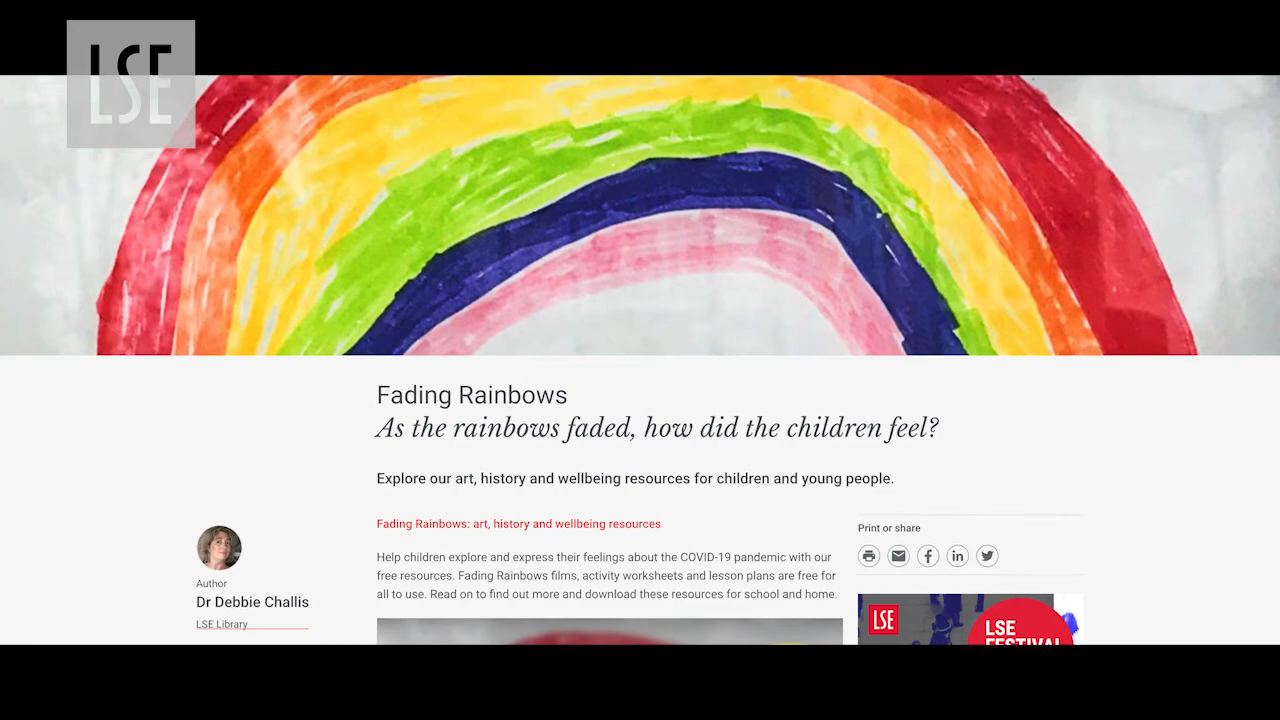 LSE
Fading Rainbows
As the rainbows faded, how did the children feel?
Explore our art, history and wellbeing resources for children and young people.
Fading Rainbows: art, history and wellbeing resources
Print or share
Help children explore and express their feelings about the COVID-19 pandemic with our
free resources. Fading Rainbows films, activity worksheets and lesson plans are free for
all to use. Read on to find out more and download these resources for school and home.
Author
Dr Debbie Challis
LSE Library
LSE
LSE
FESTIVAL